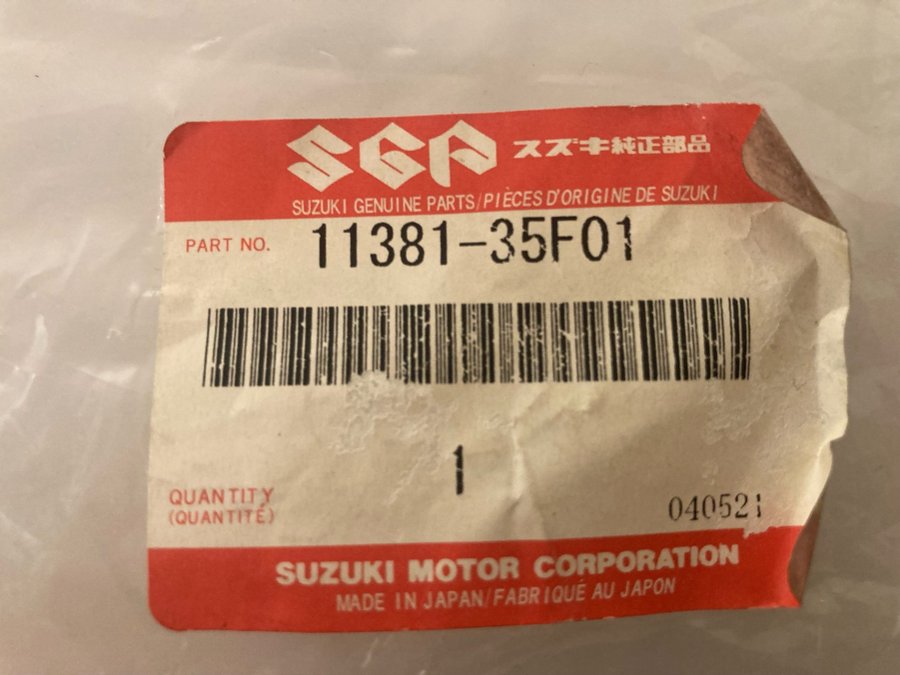 SGP スズキ純正部品
SUZUKI GENUINE PARTS/PIÈCES D'ORIGINE DE SUZUKI
PART NO. 11381-35F01
1
QUANTITY
(QUANTITÉ)
040521
SUZUKI MOTOR CORPORATION
MADE IN JAPAN/FABRIQUÉ AU JAPON